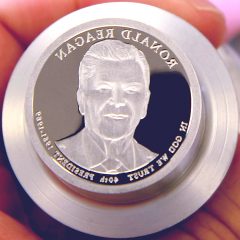 RONALD REAGAN
IN GOD WE TRUST
40th PRESIDENT 1981-1989